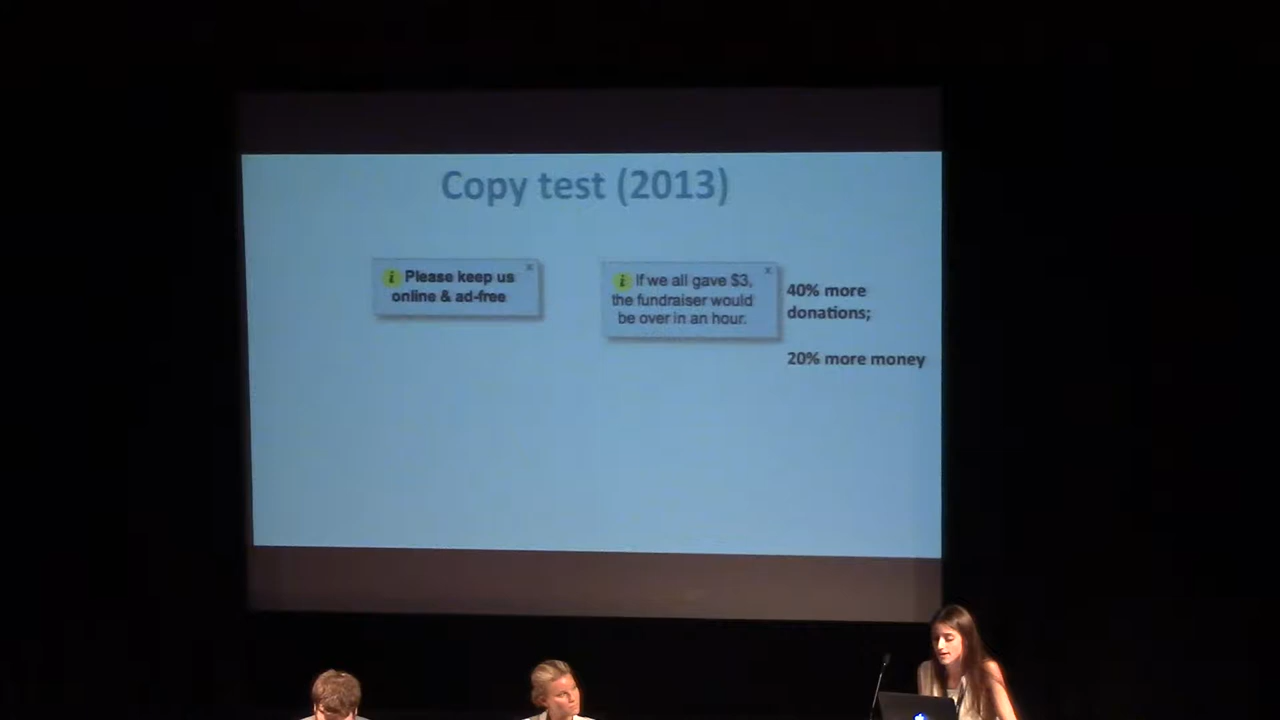 Copy test (2013)
i Please keep us
online & ad-free
x
i If we all gave $3,
the fundraiser would
be over in an hour.
x
40% more
donations;
20% more money